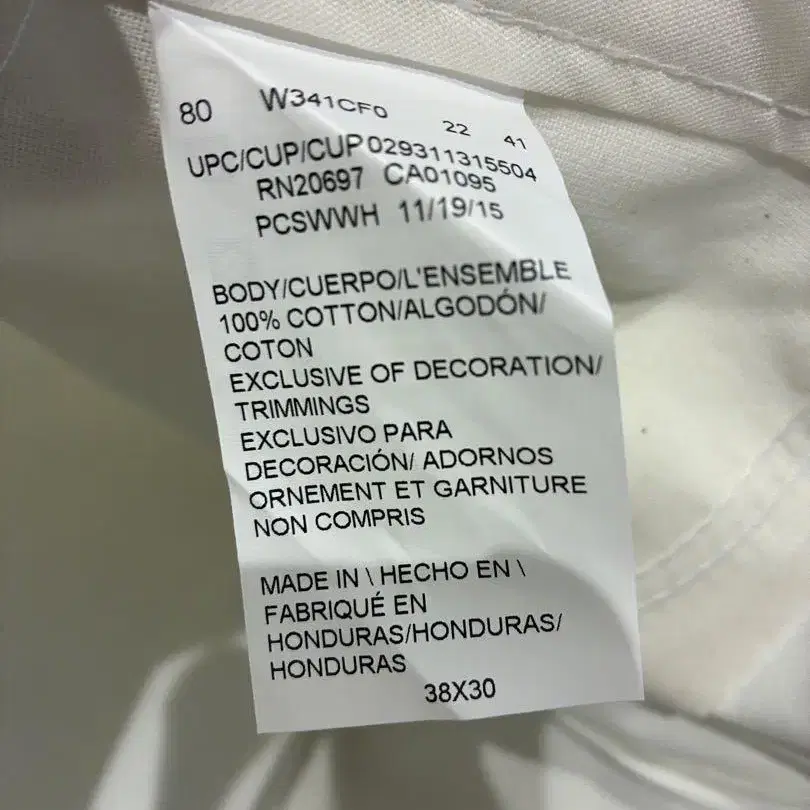 80 W341CF0 22 41
UPC/CUP/CUP029311315504
RN20697 CA01095
PCSWWH 11/19/15
BODY/CUERPO/L'ENSEMBLE
100% COTTON/ALGODÓN/
COTON
EXCLUSIVE OF DECORATION/
TRIMMINGS
EXCLUSIVO PARA
DECORACIÓN/ ADORNOS
ORNEMENT ET GARNITURE
NON COMPRIS
MADE IN \ HECHO EN \
FABRIQUÉ EN
HONDURAS/HONDURAS/
HONDURAS
38X30